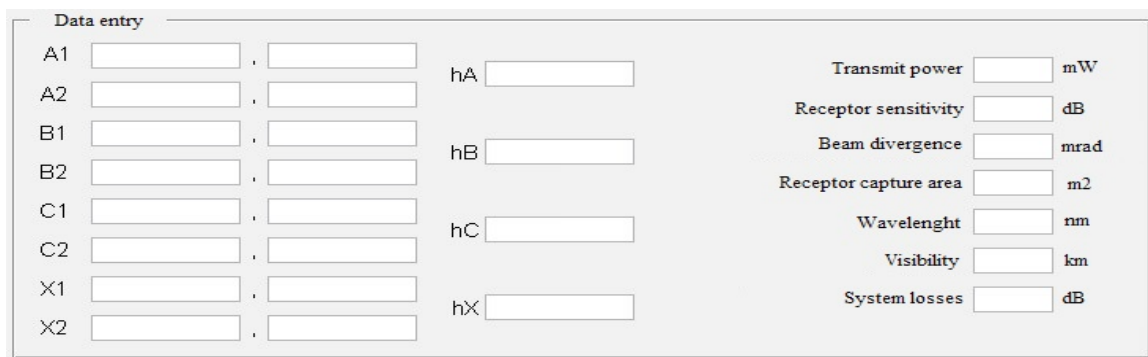 Data entry
A1 ,
A2 ,
B1 ,
B2 ,
C1 ,
C2 ,
X1 ,
X2 ,
hA
hB
hC
hX
Transmit power mW
Receptor sensitivity dB
Beam divergence mrad
Receptor capture area m2
Wavelenght nm
Visibility km
System losses dB